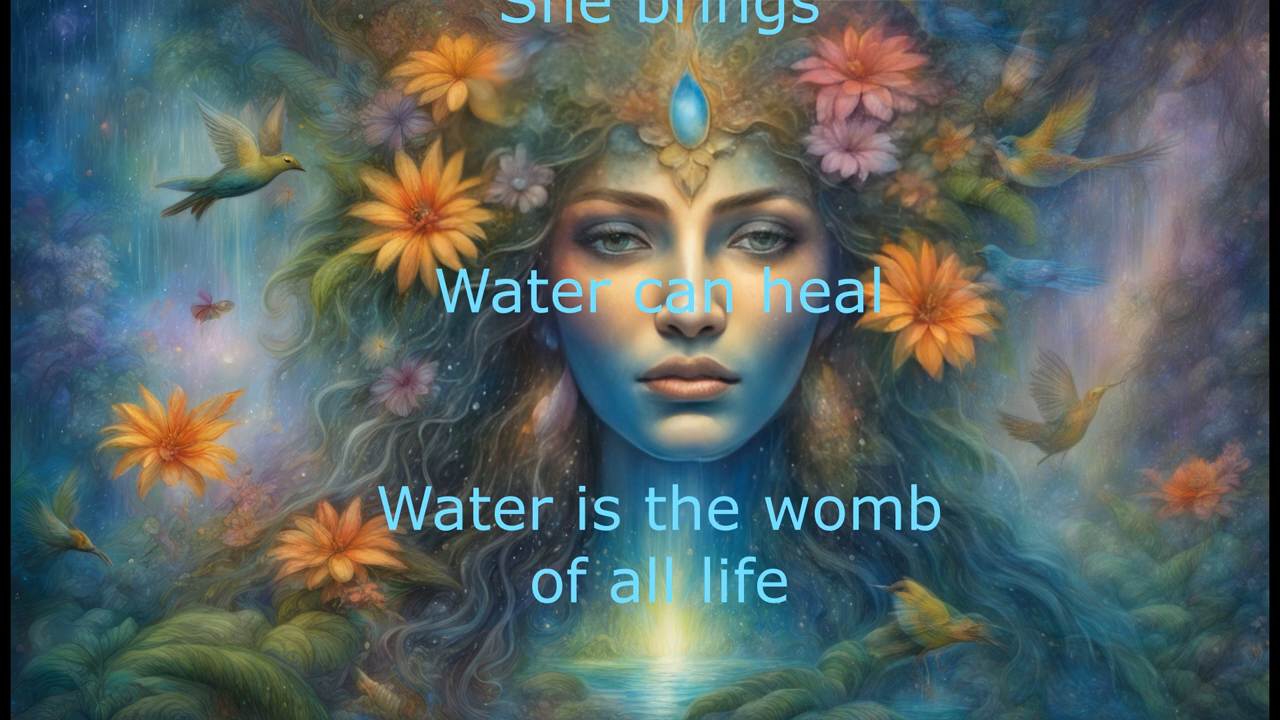 She brings
Water can heal
Water is the womb
of all life